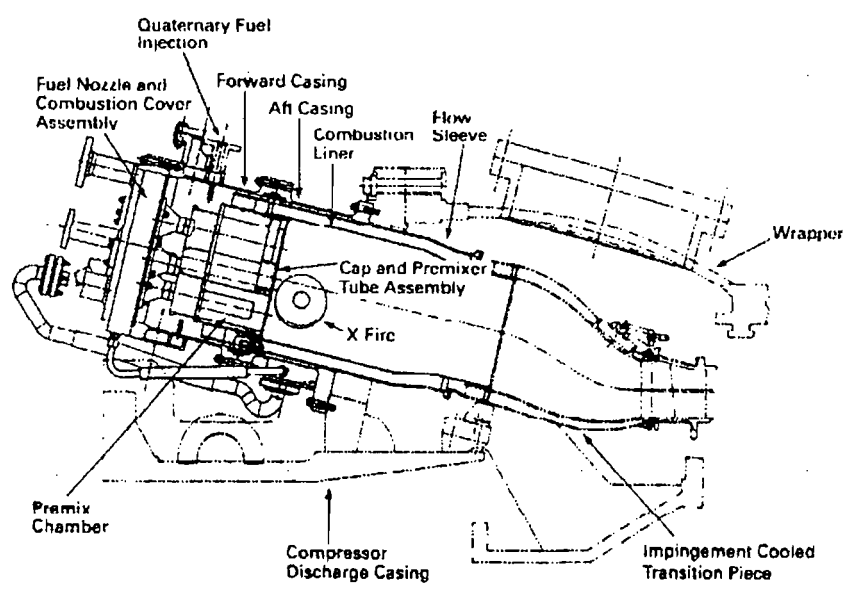 Quaternary Fuel
Injection
Fuel Nozzle and
Combustion Cover
Assembly
Forward Casing
Aft Casing
Combustion
Liner
Flow
Sleeve
Wrapper
Cap and Premixer
Tube Assembly
X Fire
Premix
Chamber
Compressor
Discharge Casing
Impingement Cooled
Transition Piece